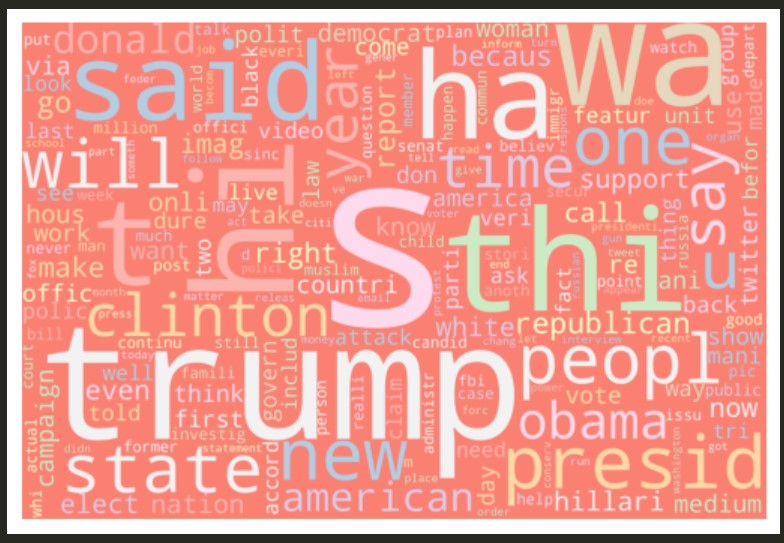 put
donald
talk
polit
democrat
plan
woman
wa
watch
depart
via
said
job
everi
come
gener
inform
turn
becaus
group
look
feder
world
becom
black
year
left
report
member
ha
happen
commun
immigr
use
made
go
last
million
offici
video
question
featur
unit
doe
school
imag
sinc
senat
believ
one
organ
will
part
someth
follow
law
war
tell
read
give
don
time
support
respons
say
befor
see
week
onli
live
ve
doesn
america
secur
hous
dure
may
take
citi
voter
veri
call
presidenti
thing
twitter
work
t
hi
act
know
child
s
thi
gun
russia
never
man
much
want
two
d
right
muslim
stori
end
tweet
re
u
fox
make
post
polici
countri
parti
ask
anoth
fact
russian
point
ani
appear
offic
month
matter
releas
email
protest
back
polic
press
clinton
white
republican
good
bill
continu
still
money
attack
candid
chang
let
interview
recent
show
court
today
trump
peopl
mani
well
famili
govern
includ
fbi
power
way
pic
public
even
think
person
realli
claim
administr
case
vote
actual
campaign
told
first
forc
obama
issu
now
investig
tri
didn
former
statement
accord
new
m
need
conserv
presid
washington
got
state
place
day
run
whi
elect
nation
american
order
help
hillari
medium